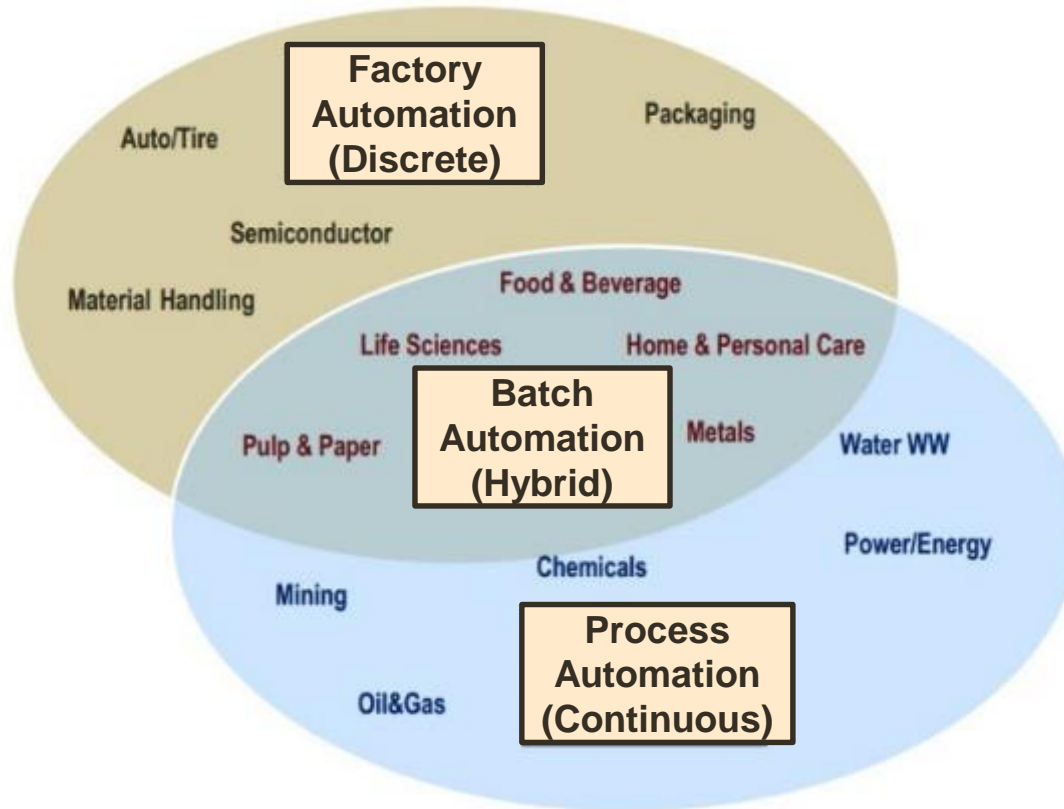 Factory
Automation
(Discrete)
Packaging
Auto/Tire
Semiconductor
Material Handling
Food & Beverage
Life Sciences
Home & Personal Care
Batch
Automation
(Hybrid)
Pulp & Paper
Metals
Water WW
Power/Energy
Chemicals
Mining
Process
Automation
(Continuous)
Oil&Gas